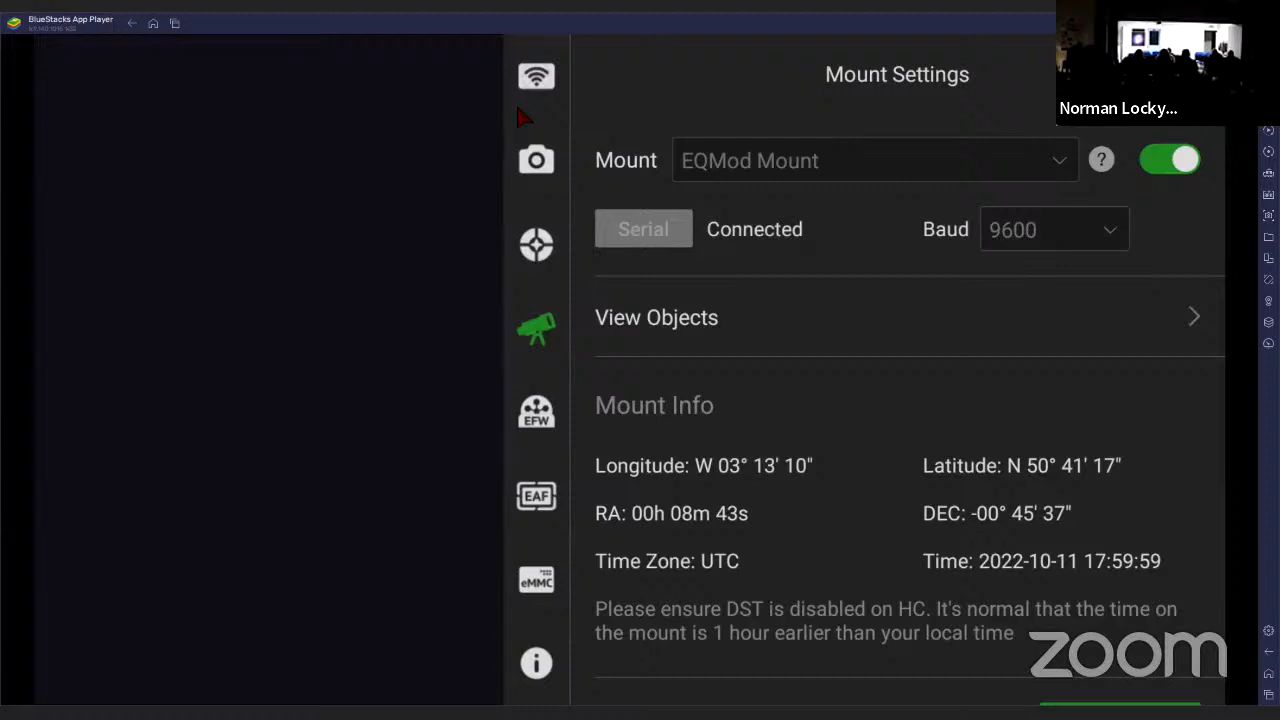 BlueStacks App Player
Norman Locky...
Mount Settings
Mount EQMod Mount ?
Serial Connected Baud 9600
View Objects
EFW
Mount Info
Longitude: W 03° 13' 10" Latitude: N 50° 41' 17"
EAF
RA: 00h 08m 43s DEC: -00° 45' 37"
Time Zone: UTC Time: 2022-10-11 17:59:59
eMMC
Please ensure DST is disabled on HC. It's normal that the time on
the mount is 1 hour earlier than your local time
zoom